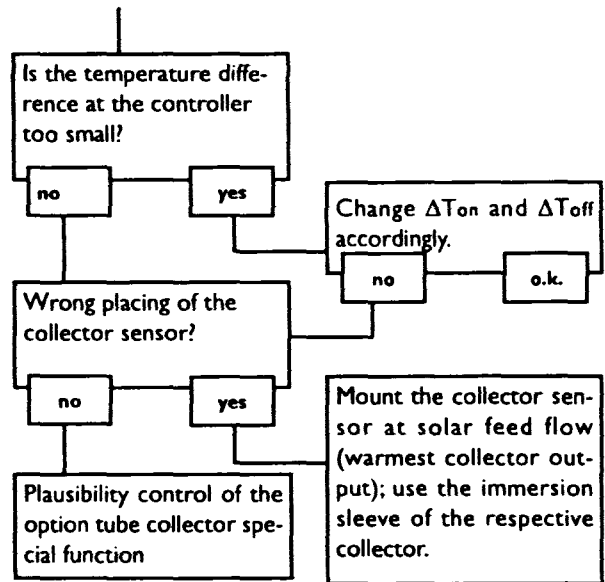 Is the temperature diffe-
rence at the controller
too small?
no
yes
Change ΔTon and ΔToff
accordingly.
no
o.k.
Wrong placing of the
collector sensor?
no
yes
Mount the collector sen-
sor at solar feed flow
(warmest collector out-
put); use the immersion
sleeve of the respective
collector.
Plausibility control of the
option tube collector spe-
cial function